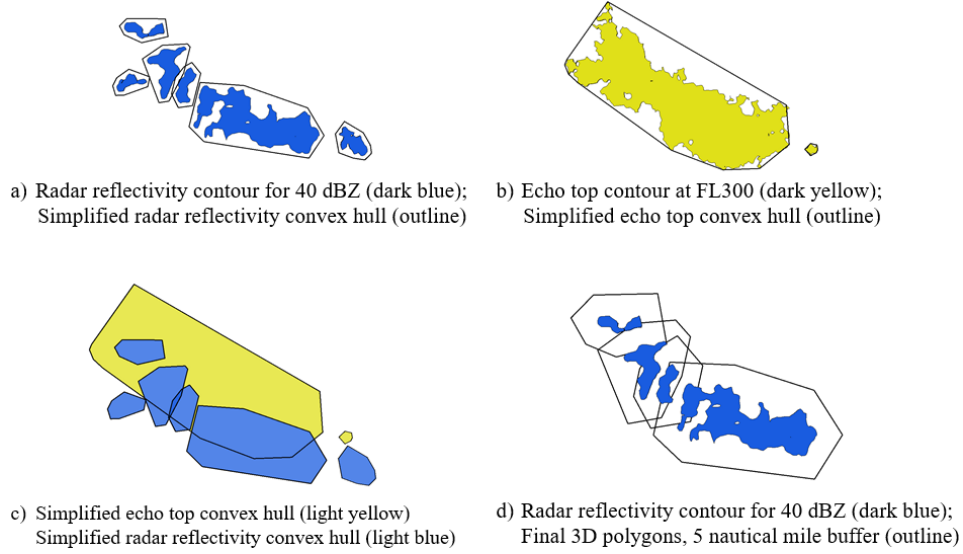 a) Radar reflectivity contour for 40 dBZ (dark blue);
Simplified radar reflectivity convex hull (outline)
b) Echo top contour at FL300 (dark yellow);
Simplified echo top convex hull (outline)
c) Simplified echo top convex hull (light yellow)
Simplified radar reflectivity convex hull (light blue)
d) Radar reflectivity contour for 40 dBZ (dark blue);
Final 3D polygons, 5 nautical mile buffer (outline)